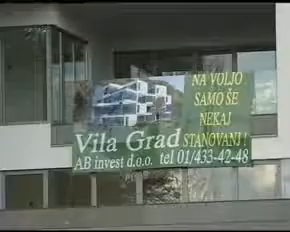 NA VOLJO
SAMO ŠE
NEKAJ
STANOVANJ !
Vila Grad
AB invest d.o.o. tel 01/433-42-48